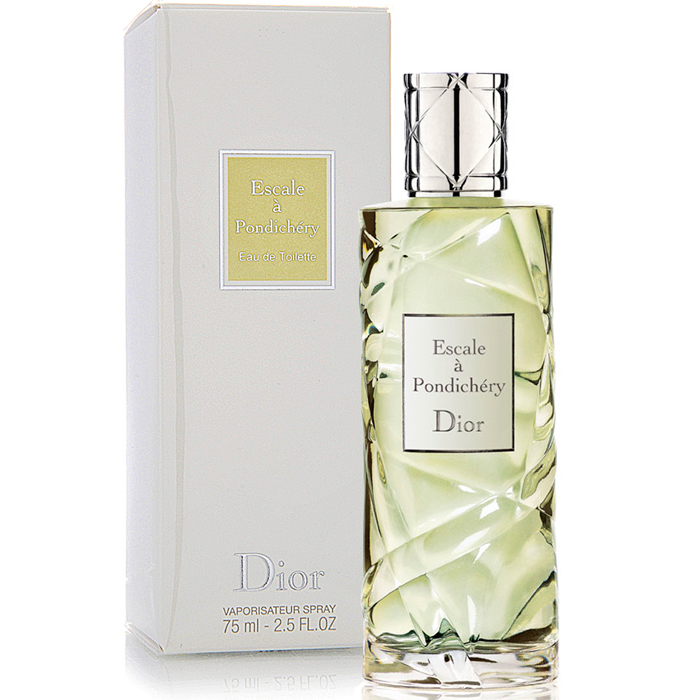 Escale
à
Pondichéry
Eau de Toilette
Dior
VAPORISATEUR SPRAY
75 ml - 2.5 FL.OZ
Escale
à
Pondichéry
Dior